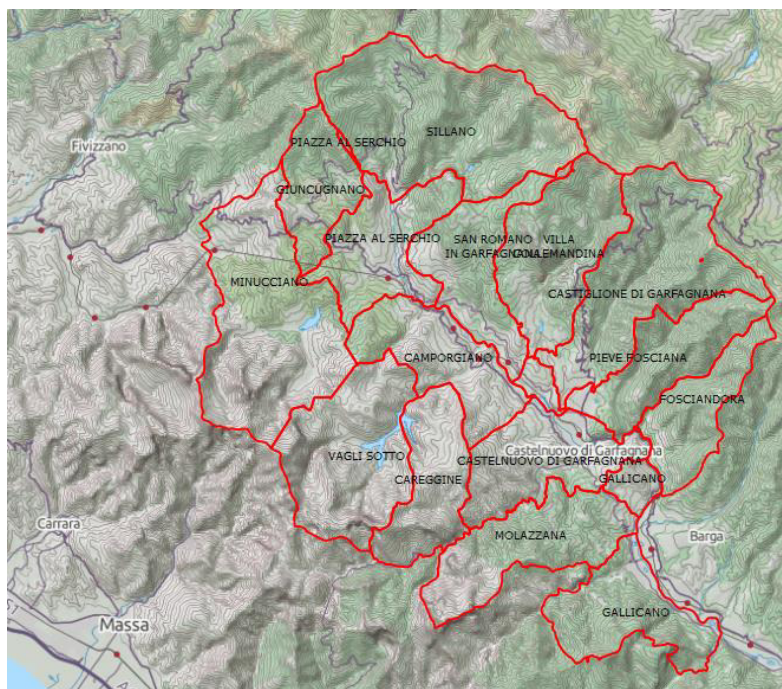 SILLANO
PIAZZA AL SERCHIO
Fivizzano
GIUNCUGNANO
PIAZZA AL SERCHIO
SAN ROMANO
IN GARFAGNANA
VILLA
COLLEMANDINA
MINUCCIANO
CASTIGLIONE DI GARFAGNANA
CAMPORGIANO
PIEVE FOSCIANA
FOSCIANDORA
Castelnuovo di Garfagnana
VAGLI SOTTO
CASTELNUOVO DI GARFAGNANA
CAREGGINE
GALLICANO
Carrara
MOLAZZANA
Barga
GALLICANO
Massa